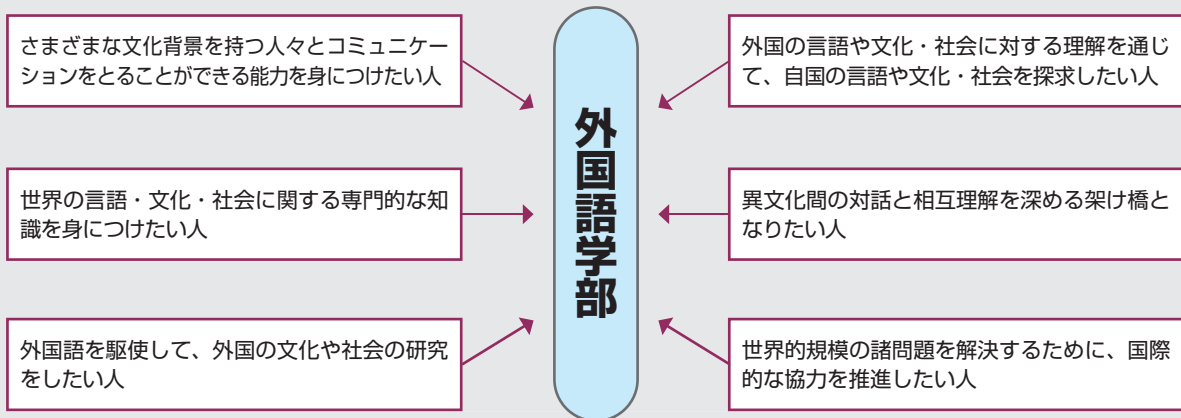 さまざまな文化背景を持つ人々とコミュニケー
ションをとることができる能力を身につけたい人
世界の言語・文化・社会に関する専門的な知
識を身につけたい人
外国語を駆使して、外国の文化や社会の研究
をしたい人
外国語学部
外国の言語や文化・社会に対する理解を通じ
て、自国の言語や文化・社会を探求したい人
異文化間の対話と相互理解を深める架け橋と
なりたい人
世界的規模の諸問題を解決するために、国際
的な協力を推進したい人